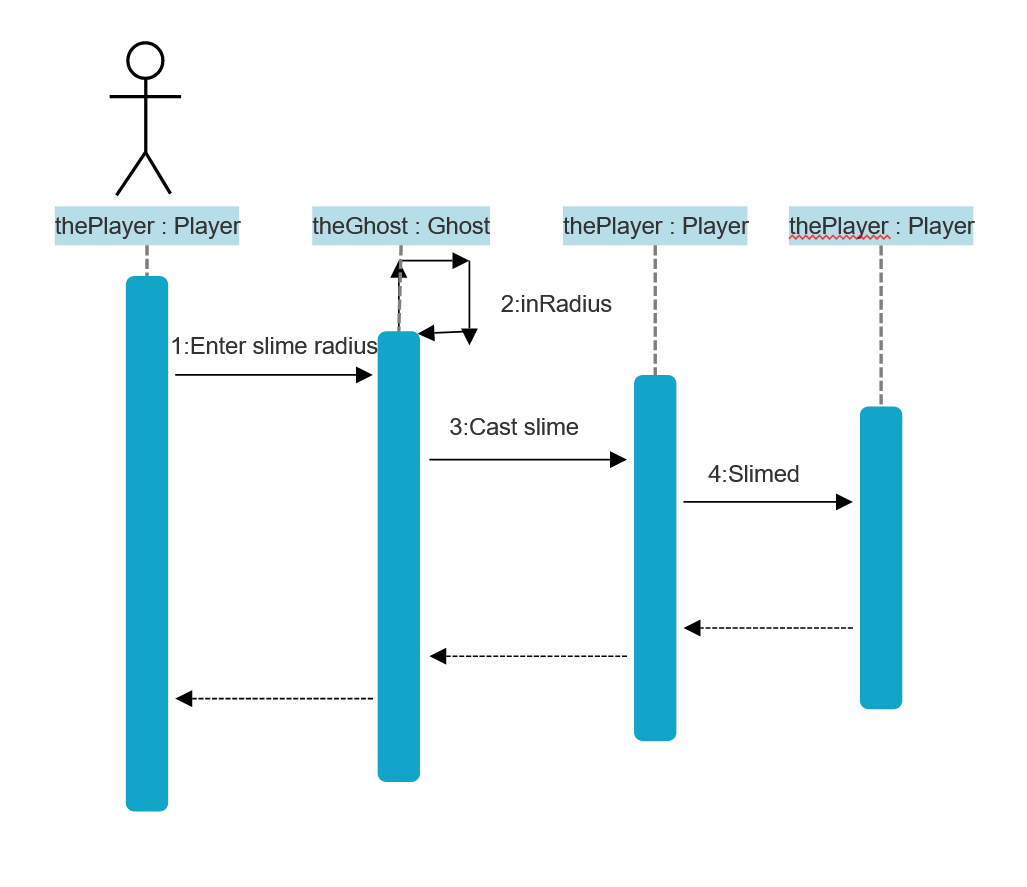 thePlayer : Player
theGhost : Ghost
thePlayer : Player
thePlayer : Player
2:inRadius
1:Enter slime radius
3:Cast slime
4:Slimed